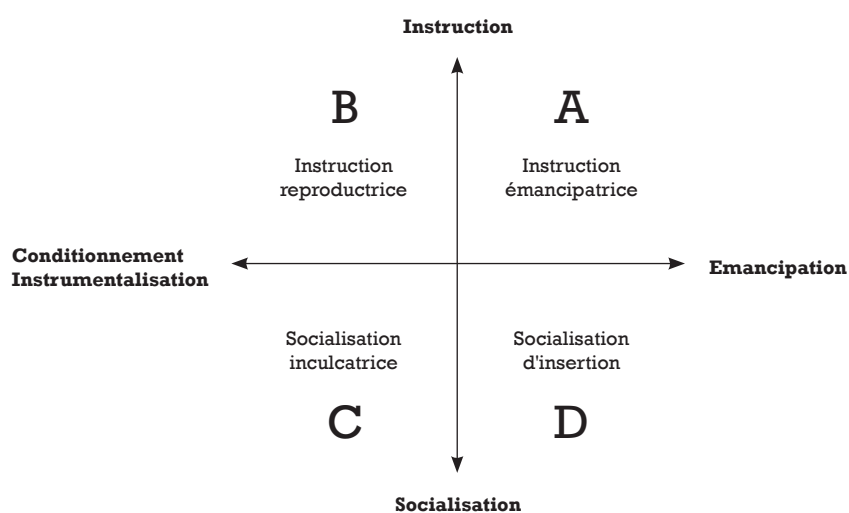 Instruction
B
A
Instruction
reproductrice
Instruction
émancipatrice
Conditionnement
Instrumentalisation
Emancipation
Socialisation
inculcatrice
Socialisation
d'insertion
C
D
Socialisation